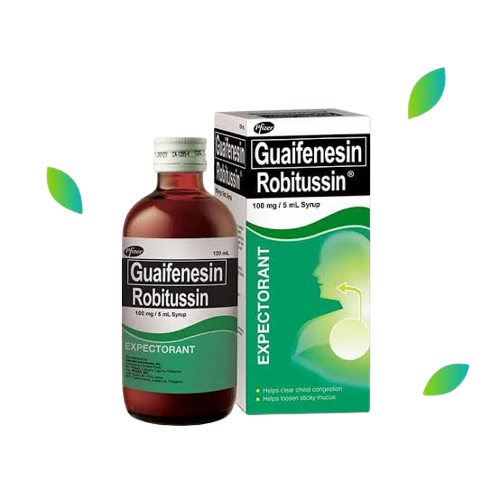 Pfizer
120 mL
Guaifenesin
Robitussin
100 mg / 5 mL Syrup
EXPECTORANT
Pfizer
Guaifenesin
Robitussin®
100 mg / 5 mL Syrup
EXPECTORANT
Helps clear chest congestion
Helps loosen sticky mucus